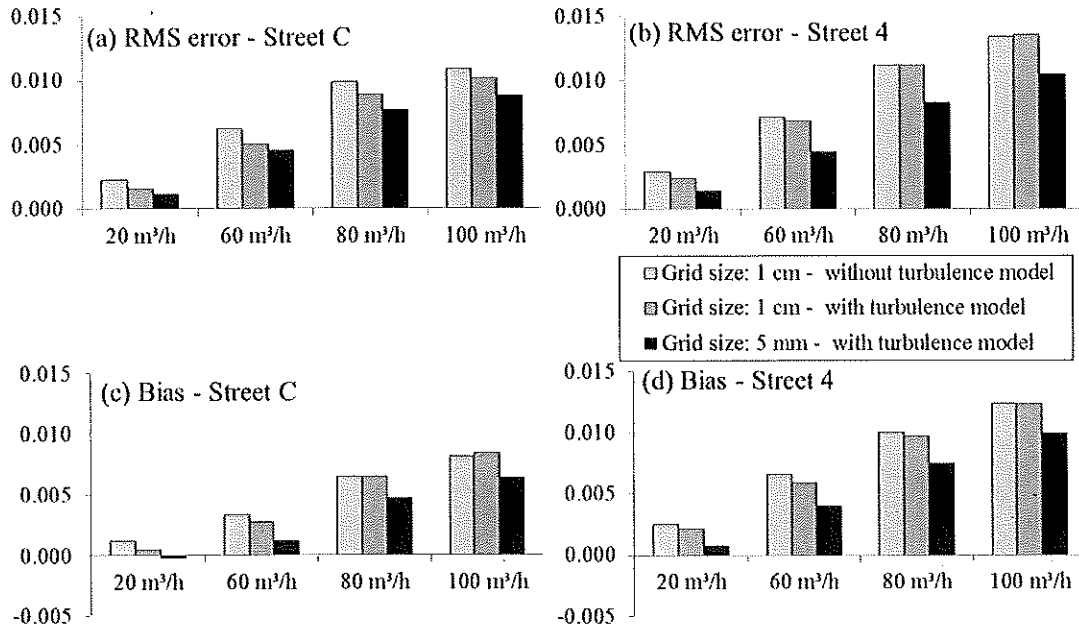 (a) RMS error - Street C
0.015
0.010
0.005
0.000
20 m³/h 60 m³/h 80 m³/h 100 m³/h
(b) RMS error - Street 4
0.015
0.010
0.005
0.000
20 m³/h 60 m³/h 80 m³/h 100 m³/h
Grid size: 1 cm - without turbulence model
Grid size: 1 cm - with turbulence model
Grid size: 5 mm - with turbulence model
(c) Bias - Street C
0.015
0.010
0.005
0.000
-0.005
20 m³/h 60 m³/h 80 m³/h 100 m³/h
(d) Bias - Street 4
0.015
0.010
0.005
0.000
-0.005
20 m³/h 60 m³/h 80 m³/h 100 m³/h